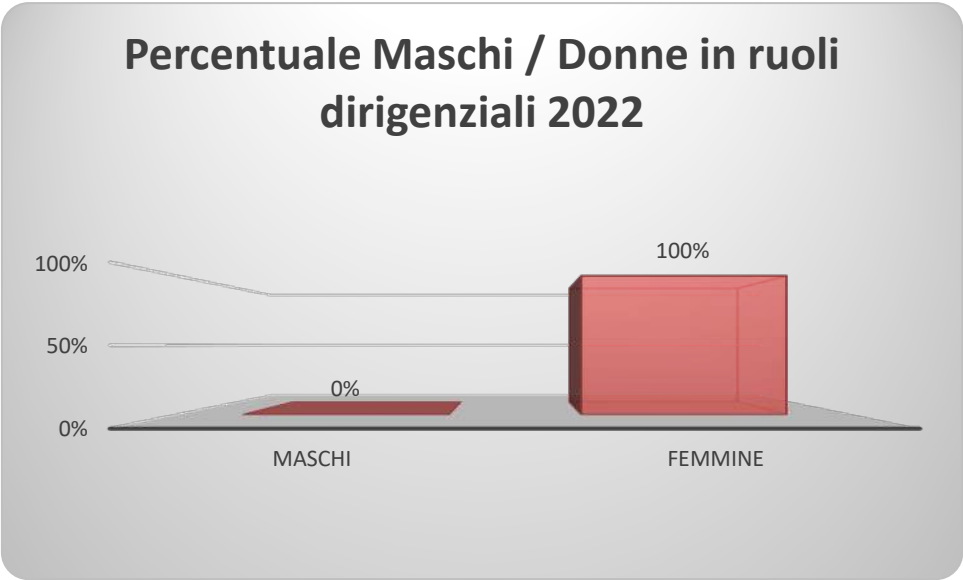 Percentuale Maschi / Donne in ruoli
dirigenziali 2022
100%
100%
50%
0%
0%
MASCHI
FEMMINE